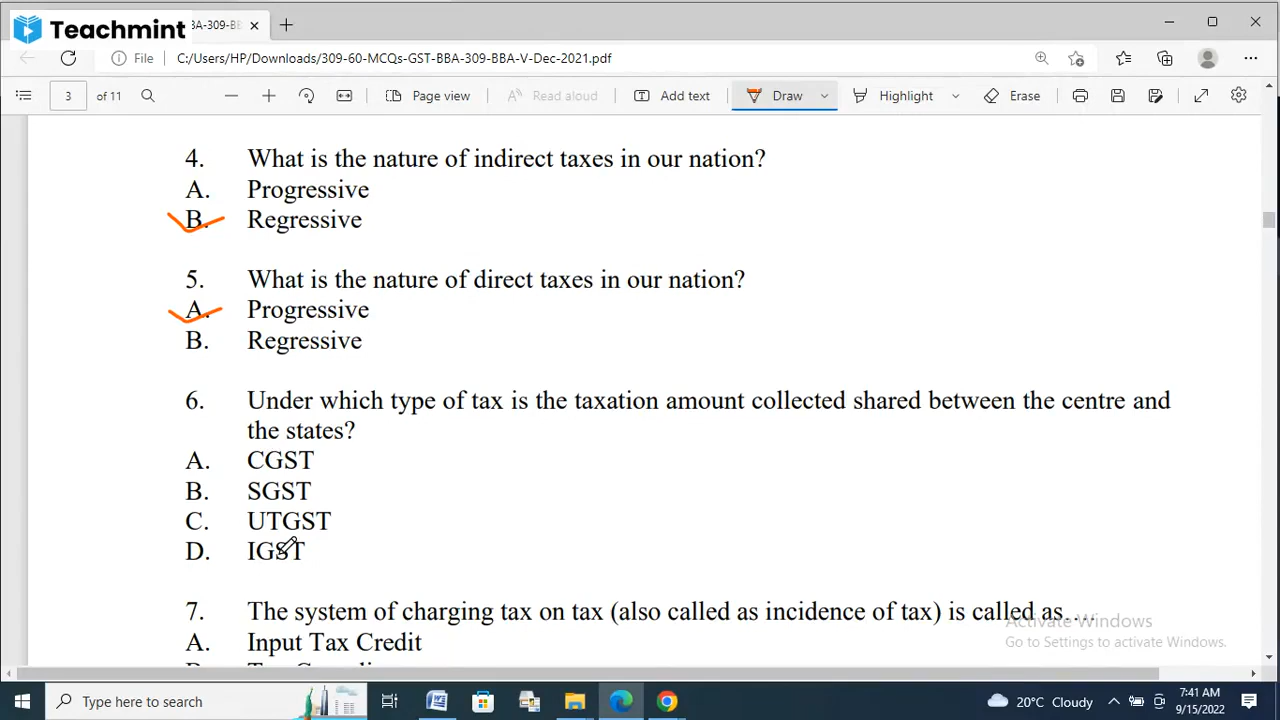 Teachmint
BA-309-BB
File C:/Users/HP/Downloads/309-60-MCQs-GST-BBA-309-BBA-V-Dec-2021.pdf
3 of 11 Page view Read aloud Add text Draw Highlight Erase
4. What is the nature of indirect taxes in our nation?
A. Progressive
B. Regressive
5. What is the nature of direct taxes in our nation?
A. Progressive
B. Regressive
6. Under which type of tax is the taxation amount collected shared between the centre and
the states?
A. CGST
B. SGST
C. UTGST
D. IGST
7. The system of charging tax on tax (also called as incidence of tax) is called as....
A. Input Tax Credit
Activate Windows
Go to Settings to activate Windows.
Type here to search
20°C Cloudy
7:41 AM
9/15/2022